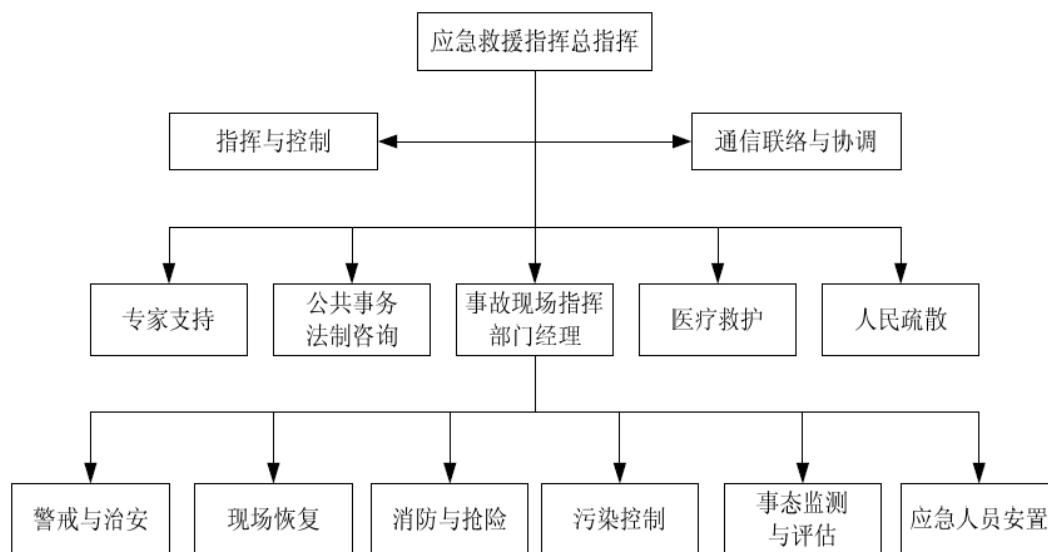 应急救援指挥总指挥
指挥与控制
通信联络与协调
专家支持
公共事务
法制咨询
事故现场指挥
部门经理
医疗救护
人民疏散
警戒与治安
现场恢复
消防与抢险
污染控制
事态监测
与评估
应急人员安置